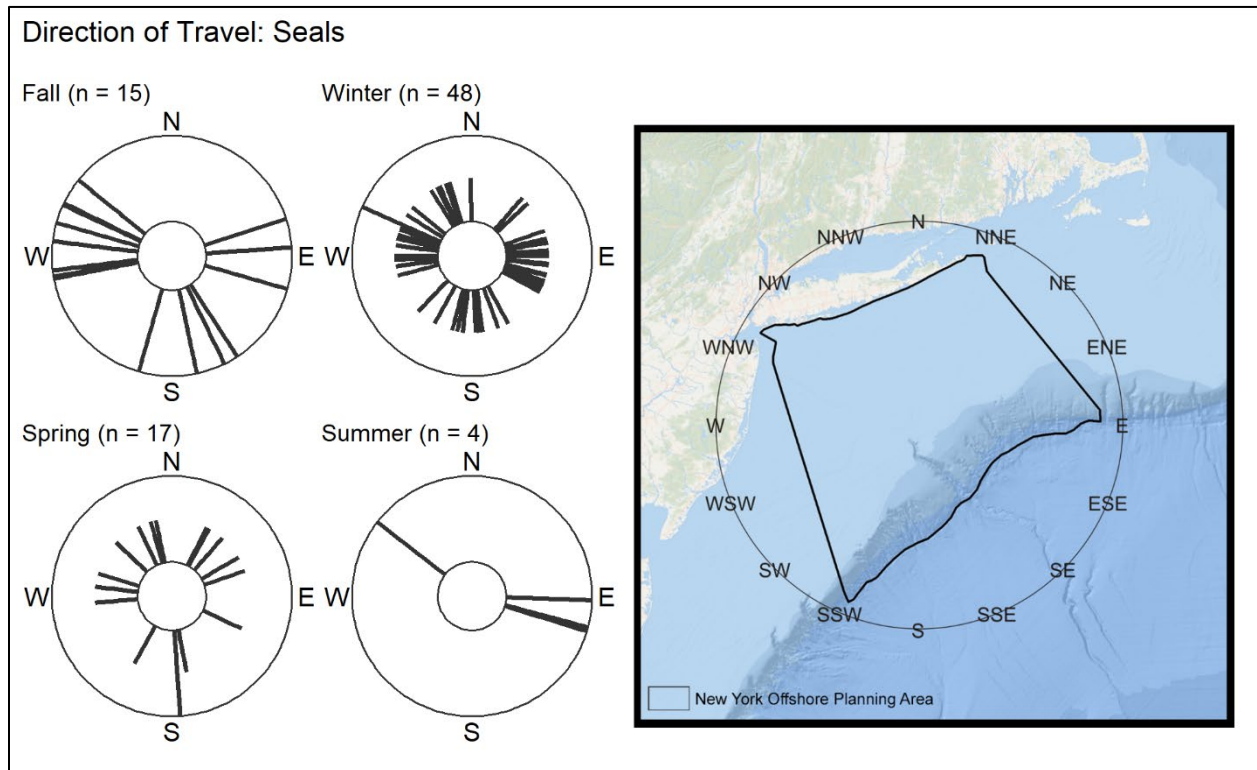 Direction of Travel: Seals
Fall (n = 15)
N
W
E
S
Winter (n = 48)
N
W
E
S
Spring (n = 17)
N
W
E
S
Summer (n = 4)
N
W
E
S
N
NNW
NNE
NW
NE
WNW
ENE
W
E
WSW
ESE
SW
SE
SSW
SSE
S
New York Offshore Planning Area